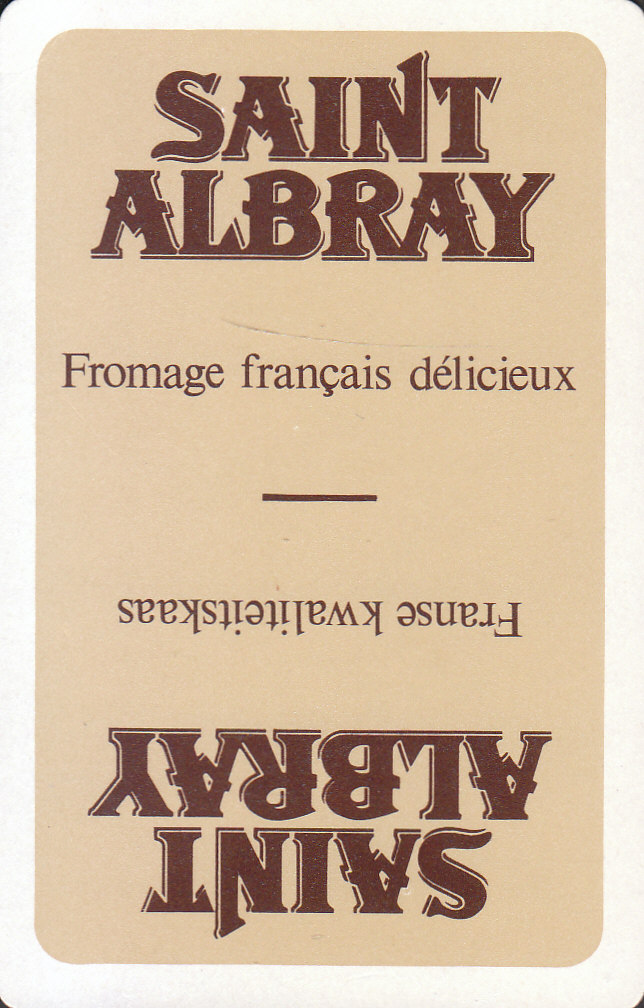 SAINT
ALBRAY
Fromage français délicieux
Franse kwaliteitskaas
SAINT
ALBRAY